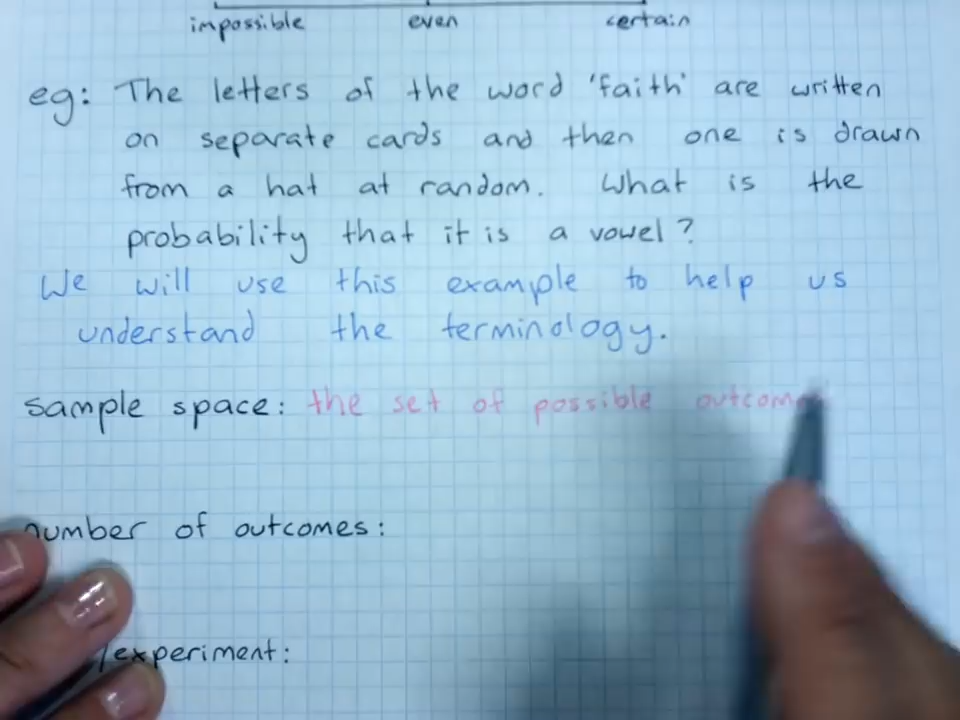 impossible even certain
eg: The letters of the word 'faith' are written
on separate cards and then one is drawn
from a hat at random. What is the
probability that it is a vowel?
We will use this example to help us
understand the terminology.
Sample space: the set of possible outcomes
number of outcomes:
/experiment: